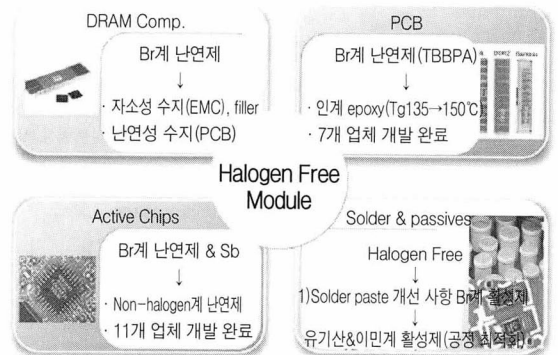 DRAM Comp.
Br계 난연제
↓
· 자소성 수지(EMC), filler
· 난연성 수지(PCB)
PCB
Br계 난연제(TBBPA)
↓
· 인계 epoxy(Tg135→150℃)
· 7개 업체 개발 완료
Halogen Free
Module
Active Chips
Br계 난연제 & Sb
↓
· Non-halogen계 난연제
· 11개 업체 개발 완료
Solder & passives
Halogen Free
↓
1)Solder paste 개선 사항 Br계 활성제
↓
유기산&이민계 활성제(공정 최적화)